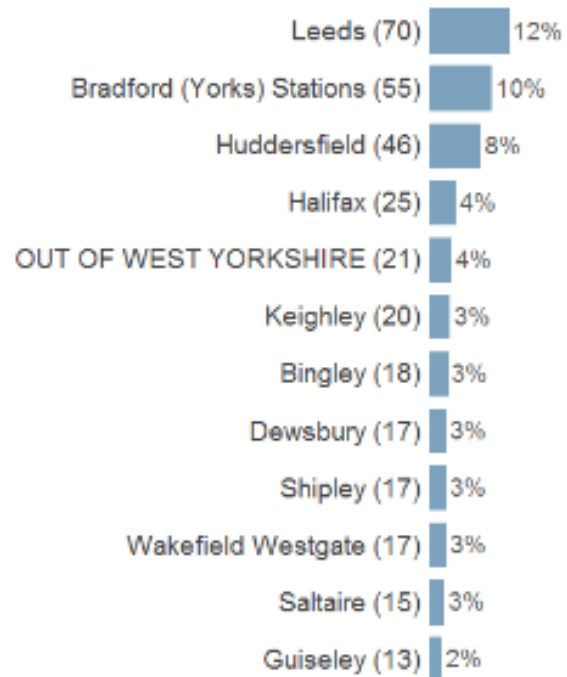 Leeds (70) 12%
Bradford (Yorks) Stations (55) 10%
Huddersfield (46) 8%
Halifax (25) 4%
OUT OF WEST YORKSHIRE (21) 4%
Keighley (20) 3%
Bingley (18) 3%
Dewsbury (17) 3%
Shipley (17) 3%
Wakefield Westgate (17) 3%
Saltaire (15) 3%
Guiseley (13) 2%